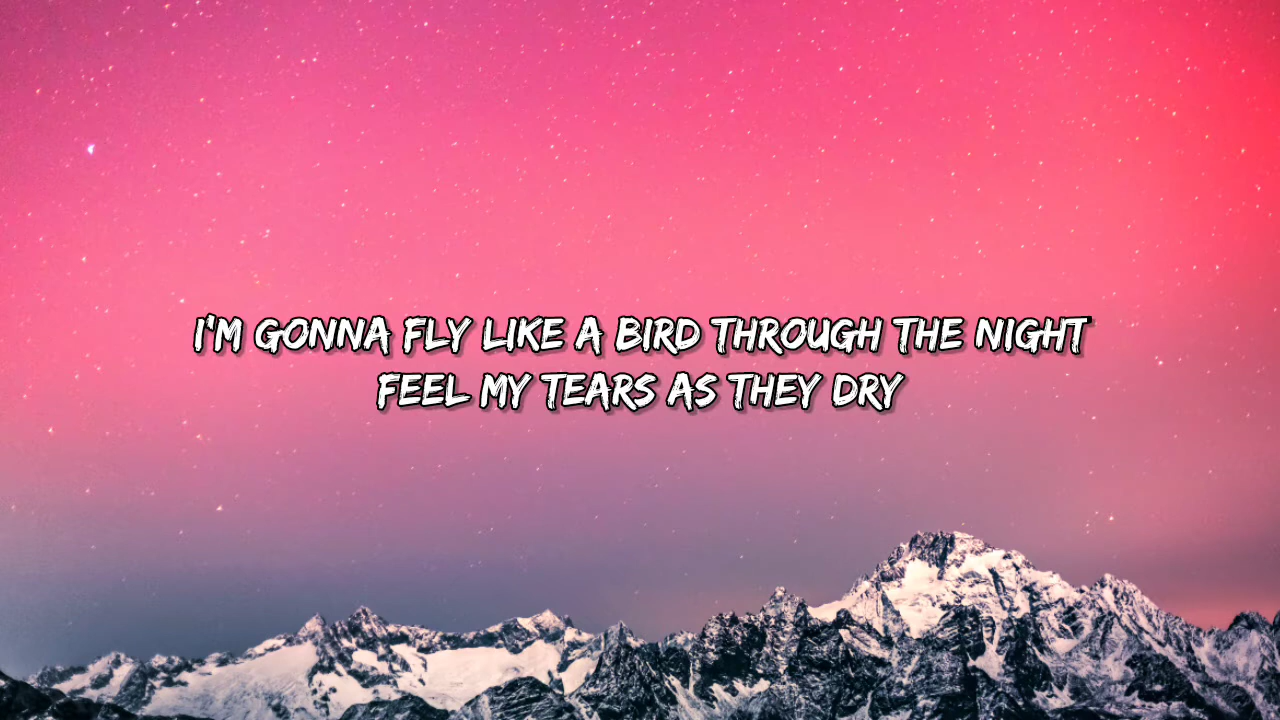 I'M GONNA FLY LIKE A BIRD THROUGH THE NIGHT
FEEL MY TEARS AS THEY DRY